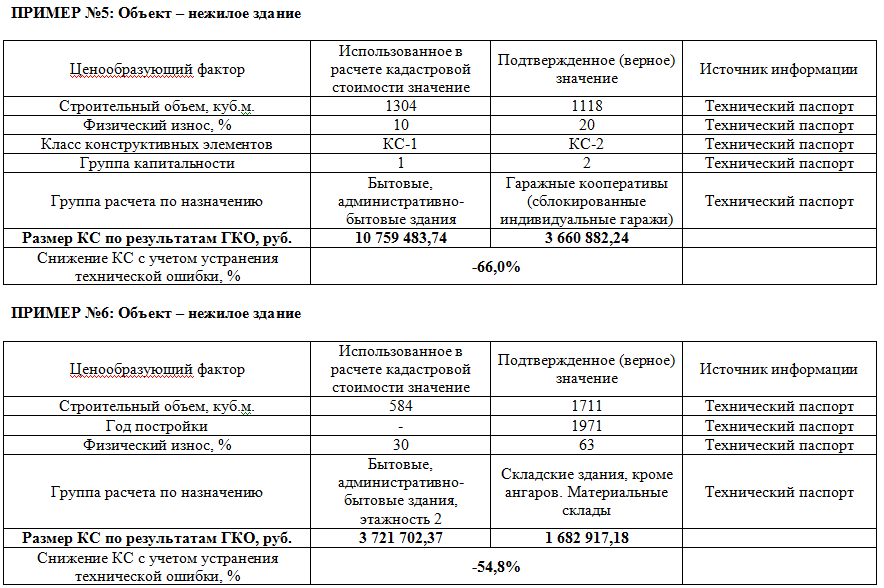 ПРИМЕР №5: Объект – нежилое здание
Ценообразующий фактор
Использованное в
расчете кадастровой
стоимости значение
Подтвержденное (верное)
значение
Источник информации
Строительный объем, куб.м.
1304
1118
Технический паспорт
Физический износ, %
10
20
Технический паспорт
Класс конструктивных элементов
КС-1
КС-2
Технический паспорт
Группа капитальности
1
2
Технический паспорт
Группа расчета по назначению
Бытовые,
административно-
бытовые здания
Гаражные кооперативы
(сблокированные
индивидуальные гаражи)
Технический паспорт
Размер КС по результатам ГКО, руб.
10 759 483,74
3 660 882,24
Снижение КС с учетом устранения
технической ошибки, %
-66,0%
ПРИМЕР №6: Объект – нежилое здание
Ценообразующий фактор
Использованное в
расчете кадастровой
стоимости значение
Подтвержденное (верное)
значение
Источник информации
Строительный объем, куб.м.
584
1711
Технический паспорт
Год постройки
-
1971
Технический паспорт
Физический износ, %
30
63
Технический паспорт
Группа расчета по назначению
Бытовые,
административно-
бытовые здания,
этажность 2
Складские здания, кроме
ангаров. Материальные
склады
Технический паспорт
Размер КС по результатам ГКО, руб.
3 721 702,37
1 682 917,18
Снижение КС с учетом устранения
технической ошибки, %
-54,8%